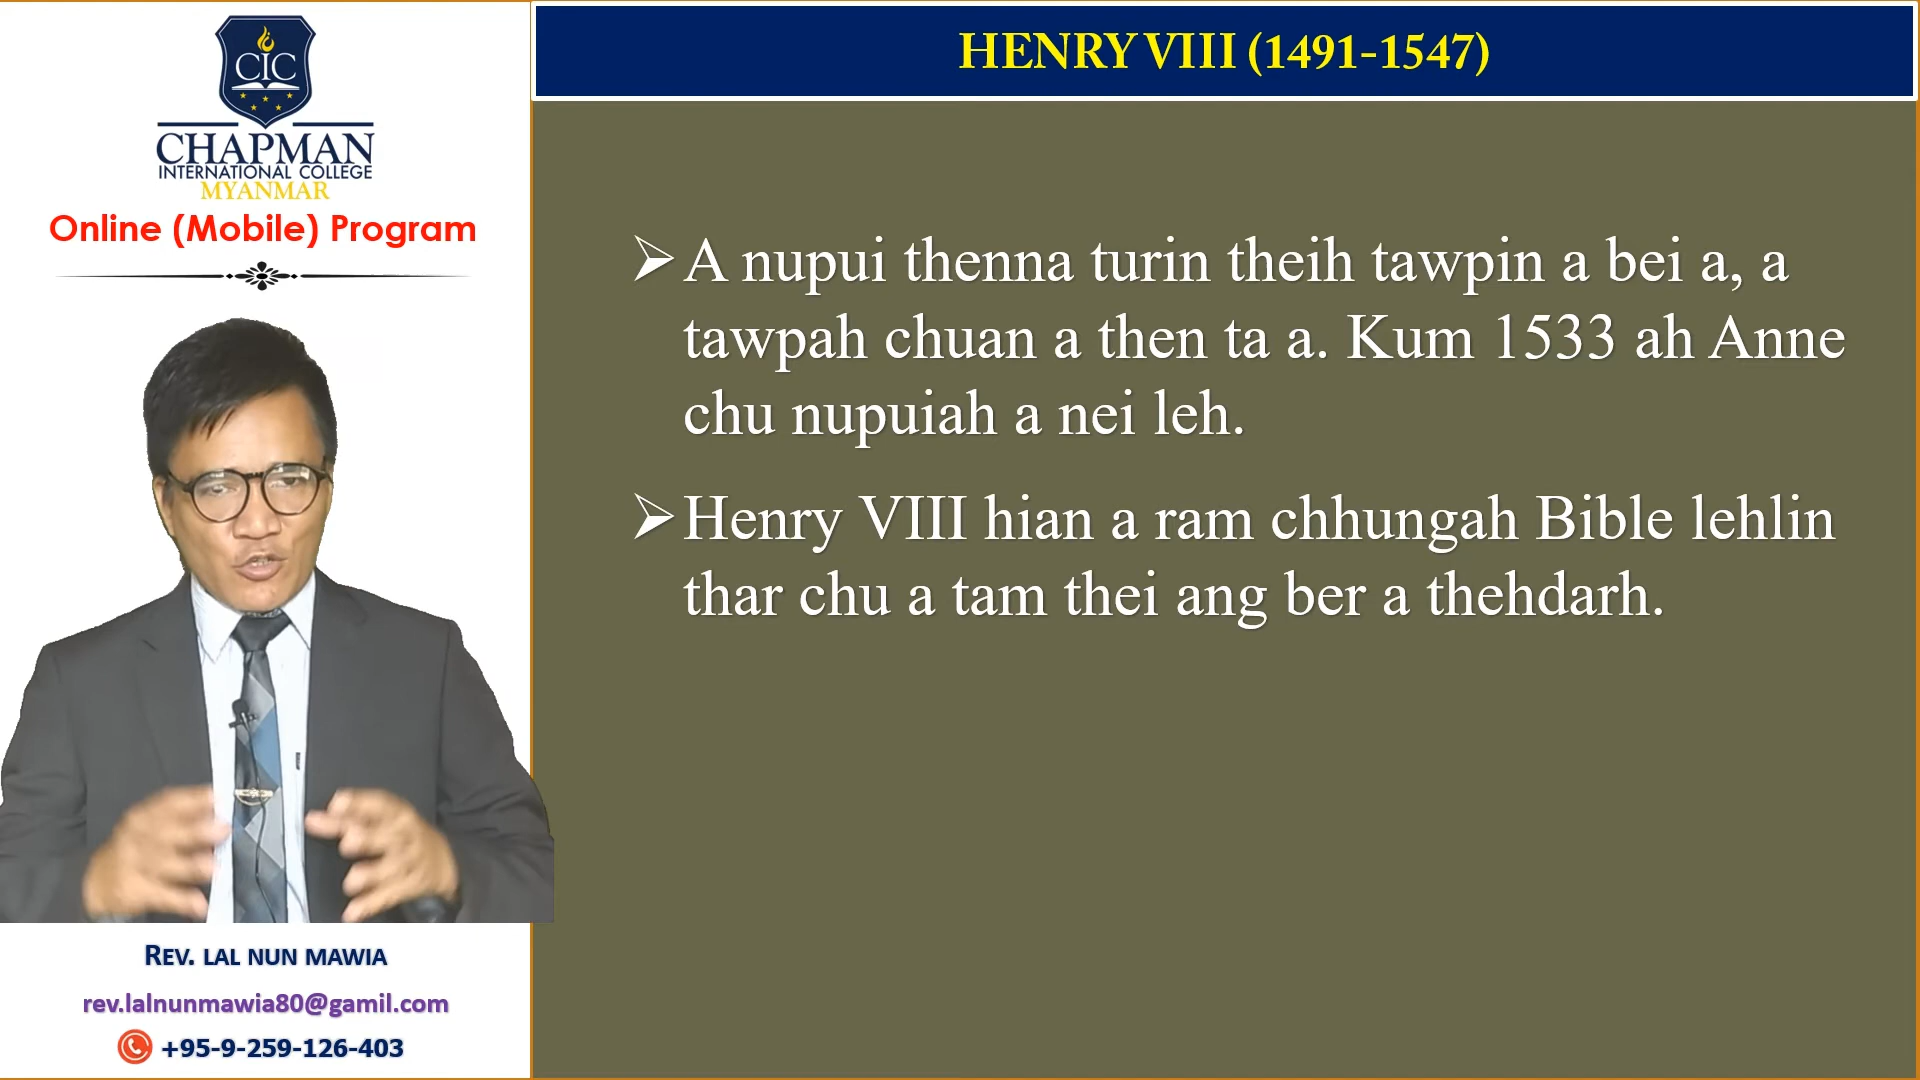 CIC
CHAPMAN
INTERNATIONAL COLLEGE
MYANMAR
Online (Mobile) Program
REV. LAL NUN MAWIA
rev.lalnunmawia80@gamil.com
+95-9-259-126-403
HENRY VIII (1491-1547)
➢A nupui thenna turin theih tawpin a bei a, a
tawpah chuan a then ta a. Kum 1533 ah Anne
chu nupuiah a nei leh.
➢Henry VIII hian a ram chhungah Bible lehlin
thar chu a tam thei ang ber a thehdarh.